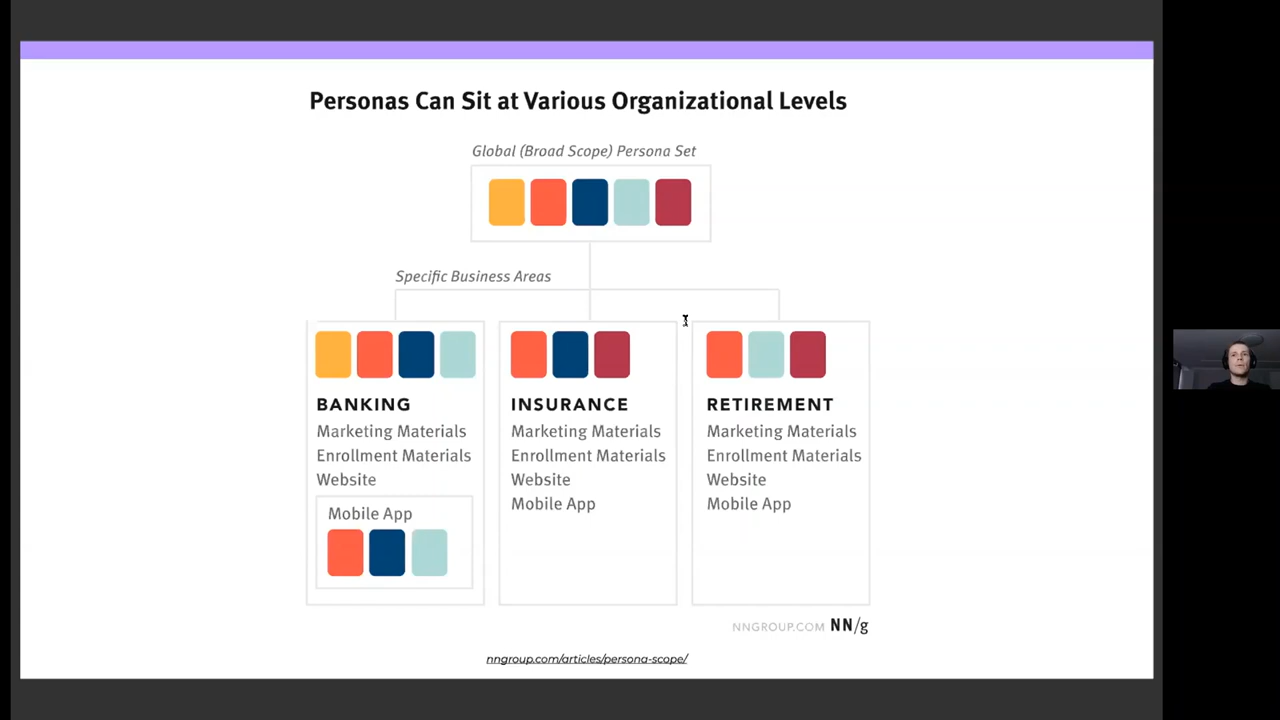 Personas Can Sit at Various Organizational Levels
Global (Broad Scope) Persona Set
Specific Business Areas
BANKING
Marketing Materials
Enrollment Materials
Website
Mobile App
INSURANCE
Marketing Materials
Enrollment Materials
Website
Mobile App
RETIREMENT
Marketing Materials
Enrollment Materials
Website
Mobile App
NNGROUP.COM NN/g
nngroup.com/articles/persona-scope/